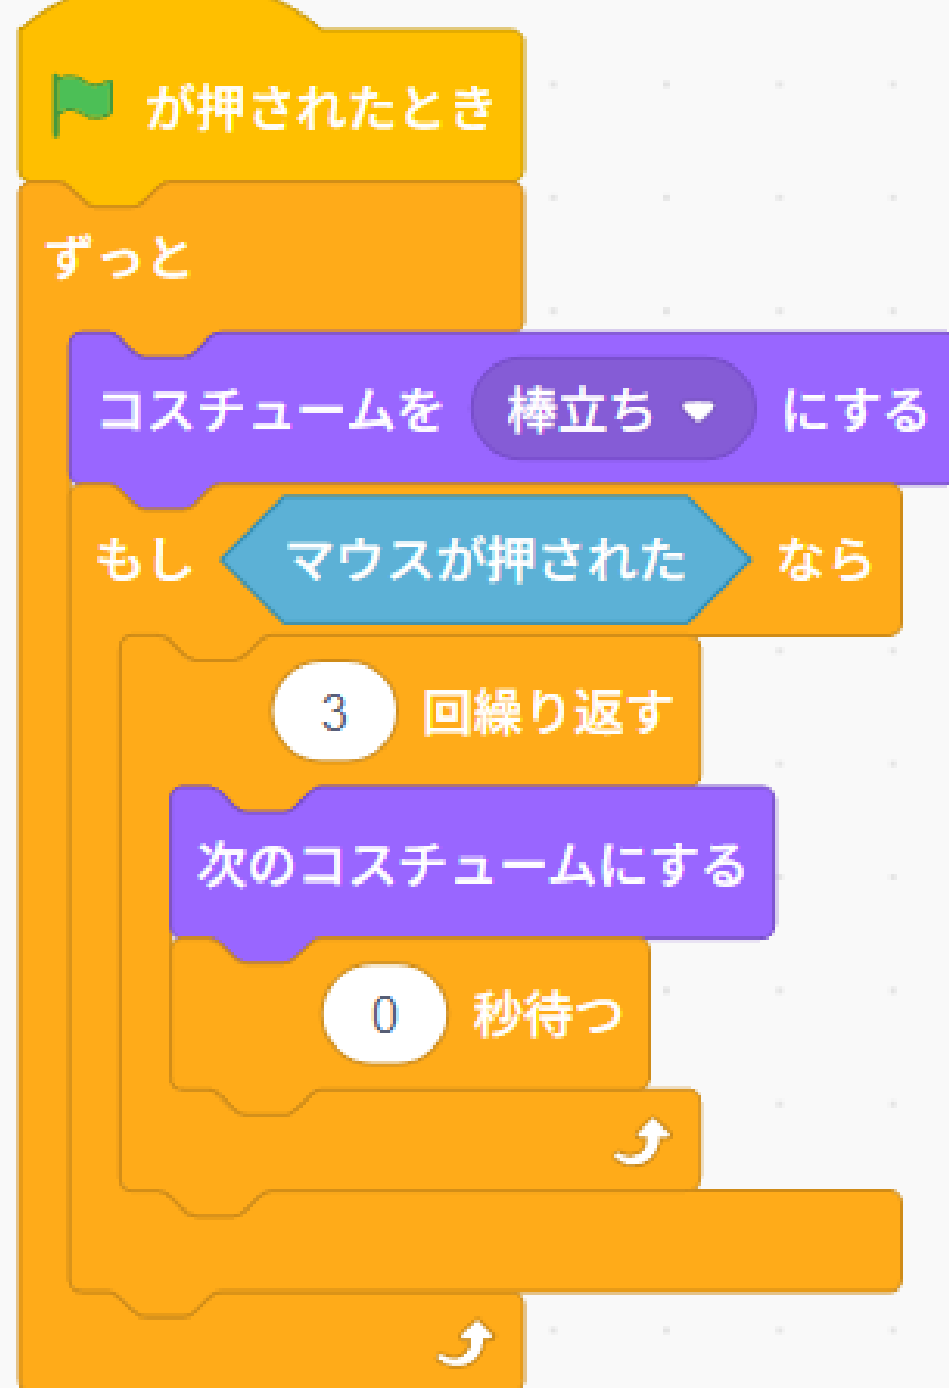 が押されたとき
ずっと
コスチュームを 棒立ち にする
もし マウスが押された なら
3 回繰り返す
次のコスチュームにする
0 秒待つ